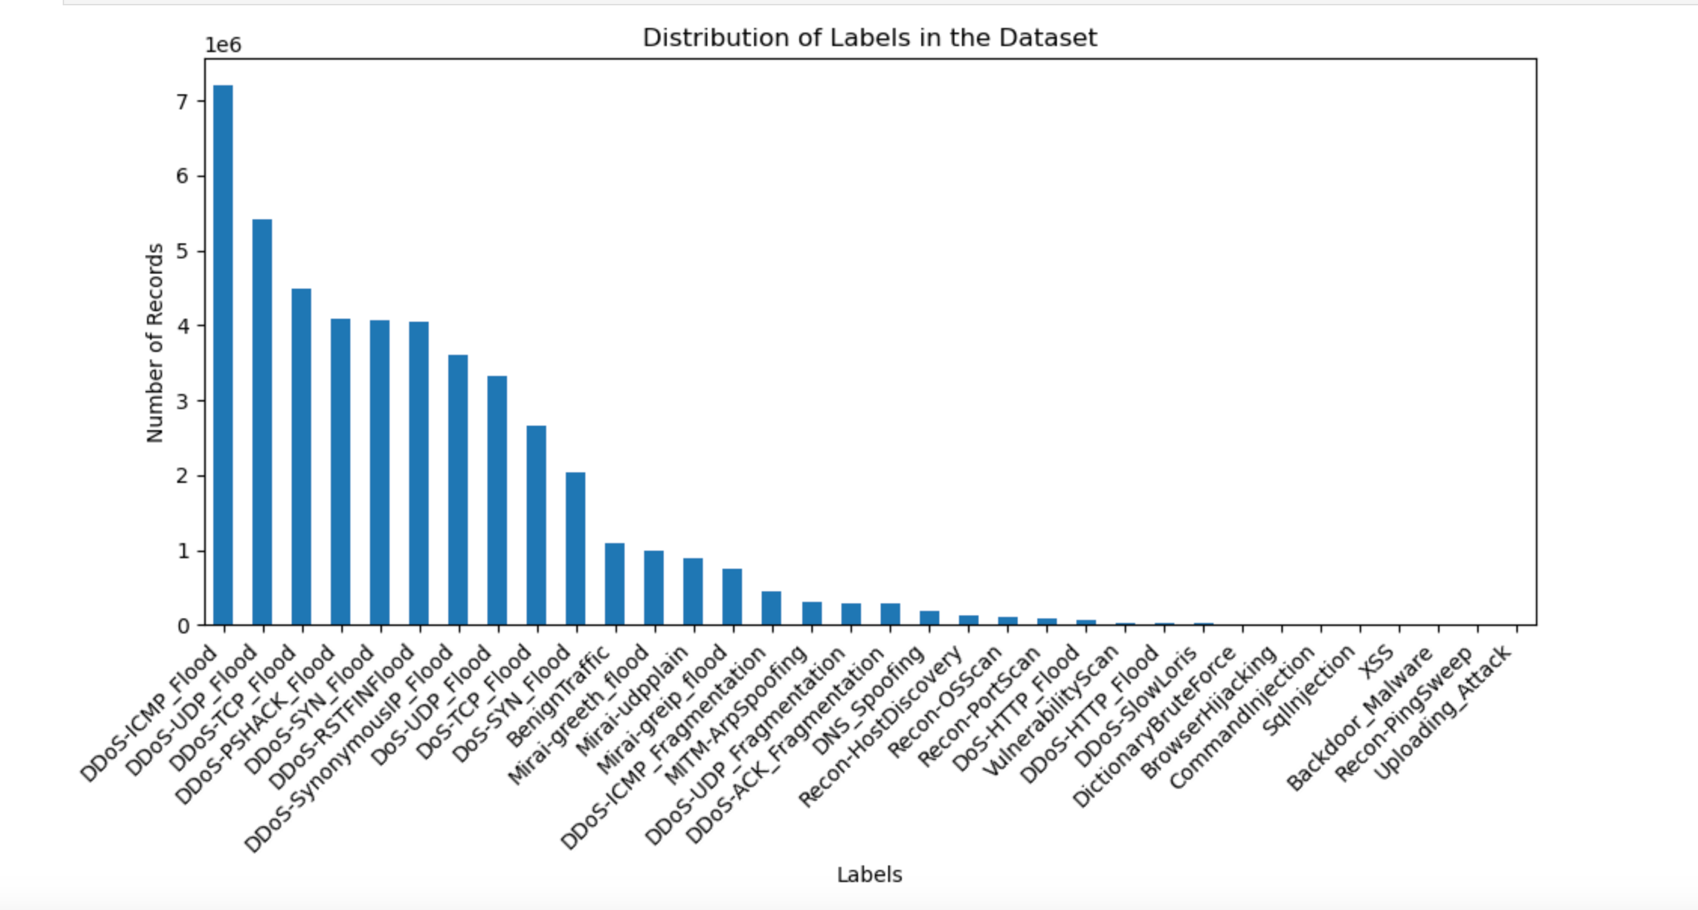 Distribution of Labels in the Dataset
1e6
7
6
5
4
3
2
1
0
Number of Records
DDoS-ICMP_Flood
DDoS-UDP_Flood
DDoS-TCP_Flood
DDoS-PSHACK_Flood
DDoS-SYN_Flood
DDoS-RSTFINFlood
DDoS-SynonymousIP_Flood
DoS-UDP_Flood
DoS-TCP_Flood
DoS-SYN_Flood
BenignTraffic
Mirai-greeth_flood
Mirai-udpplain
Mirai-greip_flood
DDoS-ICMP_Fragmentation
MITM-ArpSpoofing
DDoS-UDP_Fragmentation
DDoS-ACK_Fragmentation
DNS_Spoofing
Recon-HostDiscovery
Recon-OSScan
Recon-PortScan
DoS-HTTP_Flood
VulnerabilityScan
DDoS-HTTP_Flood
DDoS-SlowLoris
DictionaryBruteForce
BrowserHijacking
CommandInjection
SqlInjection
XSS
Backdoor_Malware
Recon-PingSweep
Uploading_Attack
Labels